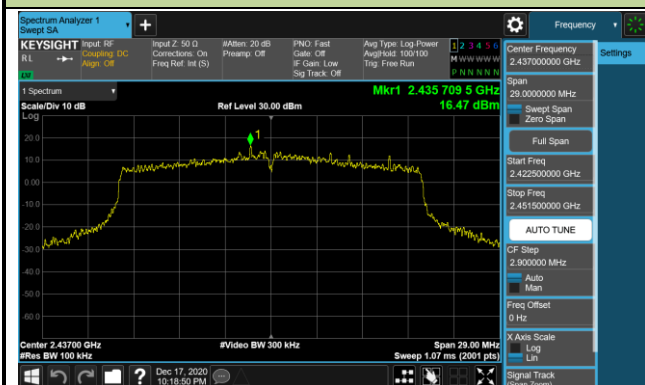 Spectrum Analyzer 1
Swept SA
+
Frequency
KEYSIGHT
RL
Input: RF
Coupling: DC
Align: Off
Input Z: 50 Ω
Corrections: On
Freq Ref: Int (S)
#Atten: 20 dB
Preamp: Off
PNO: Fast
Gate: Off
IF Gain: Low
Sig Track: Off
Avg Type: Log-Power
Avg|Hold: 100/100
Trig: Free Run
1 2 3 4 5 6
M W W W W W
P N N N N N
1 Spectrum
Scale/Div 10 dB
Log
Ref Level 30.00 dBm
Mkr1 2.435 709 5 GHz
16.47 dBm
1
20.0
10.0
0.00
-10.0
-20.0
-30.0
-40.0
-50.0
-60.0
Center 2.43700 GHz
#Res BW 100 kHz
#Video BW 300 kHz
Span 29.00 MHz
Sweep 1.07 ms (2001 pts)
?
Dec 17, 2020
10:18:50 PM
Center Frequency
2.437000000 GHz
Settings
Span
29.0000000 MHz
Swept Span
Zero Span
Full Span
Start Freq
2.422500000 GHz
Stop Freq
2.451500000 GHz
AUTO TUNE
CF Step
2.900000 MHz
Auto
Man
Freq Offset
0 Hz
X Axis Scale
Log
Lin
Signal Track
(Span Zoom)